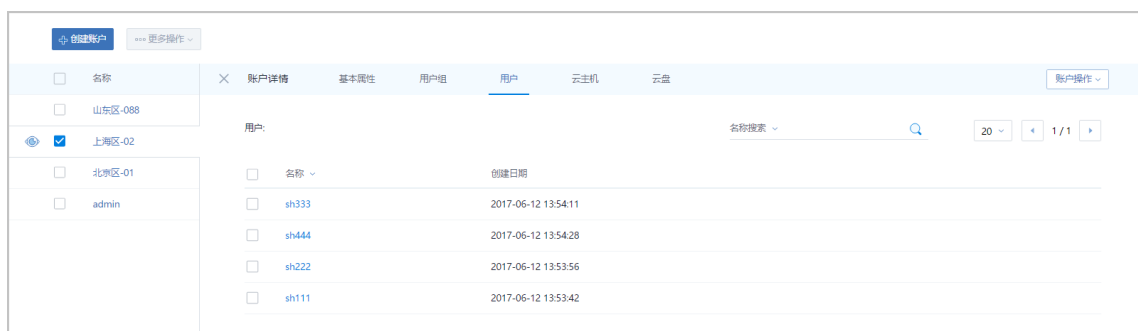 创建账户 更多操作
名称 账户详情 基本属性 用户组 用户 云主机 云盘 账户操作
山东区-088
用户: 名称搜索 20 1 / 1
上海区-02
北京区-01
名称 创建日期
admin
sh333 2017-06-12 13:54:11
sh444 2017-06-12 13:54:28
sh222 2017-06-12 13:53:56
sh111 2017-06-12 13:53:42